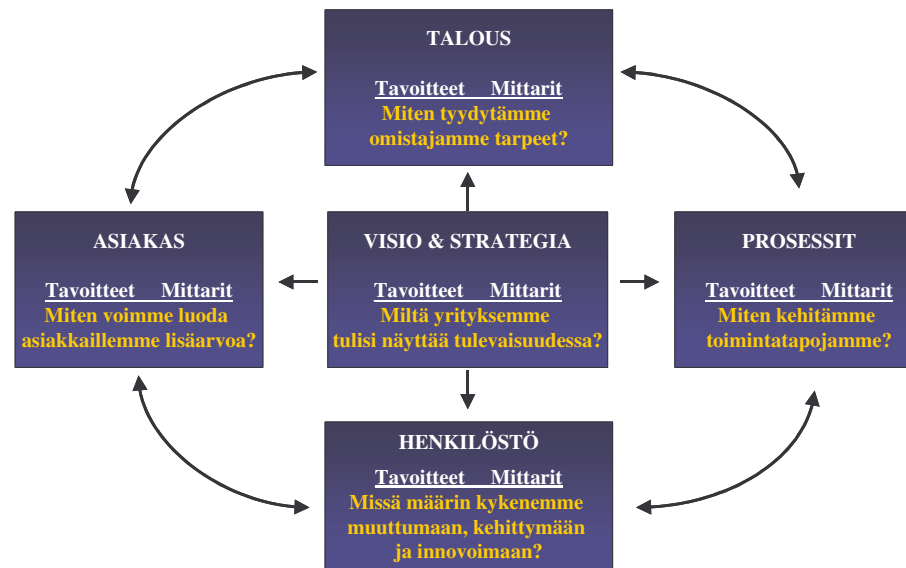 TALOUS
Tavoitteet Mittarit
Miten tyydytämme
omistajamme tarpeet?
ASIAKAS
Tavoitteet Mittarit
Miten voimme luoda
asiakkaillemme lisäarvoa?
VISIO & STRATEGIA
Tavoitteet Mittarit
Miltä yrityksemme
tulisi näyttää tulevaisuudessa?
PROSESSIT
Tavoitteet Mittarit
Miten kehitämme
toimintatapojamme?
HENKILÖSTÖ
Tavoitteet Mittarit
Missä määrin kykenemme
muuttumaan, kehittymään
ja innovoimaan?